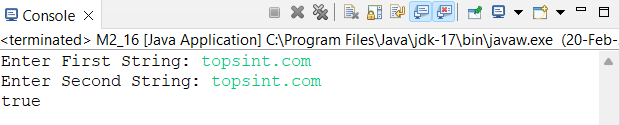 Console
<terminated> M2_16 [Java Application] C:\Program Files\Java\jdk-17\bin\javaw.exe (20-Feb-
Enter First String: topsint.com
Enter Second String: topsint.com
true